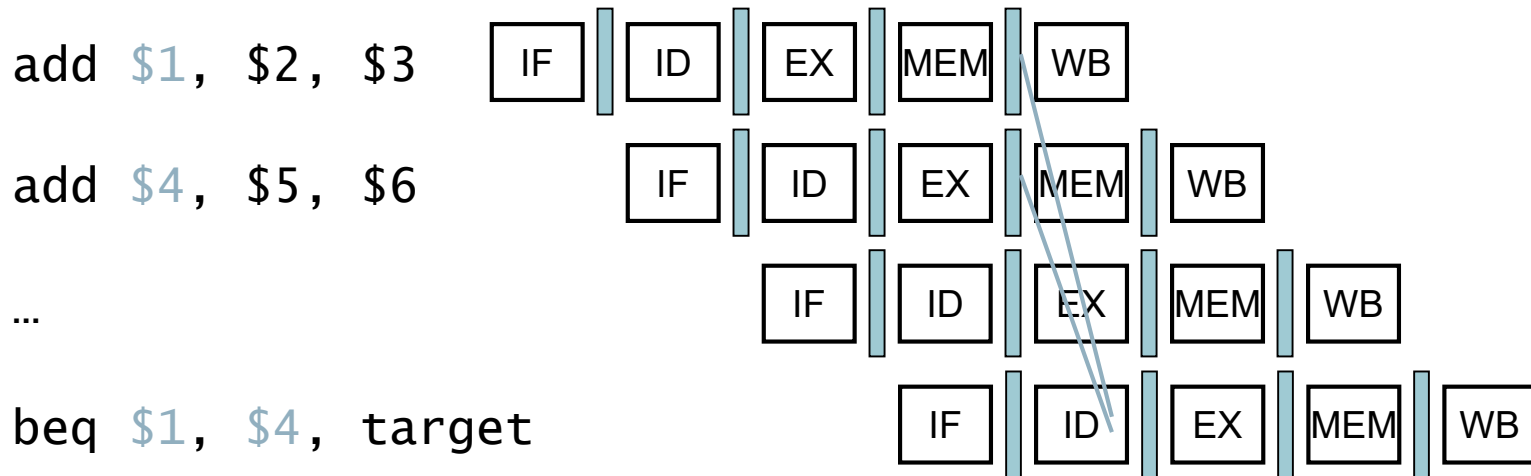 add $1, $2, $3 IF ID EX MEM WB
add $4, $5, $6 IF ID EX MEM WB
… IF ID EX MEM WB
beq $1, $4, target IF ID EX MEM WB